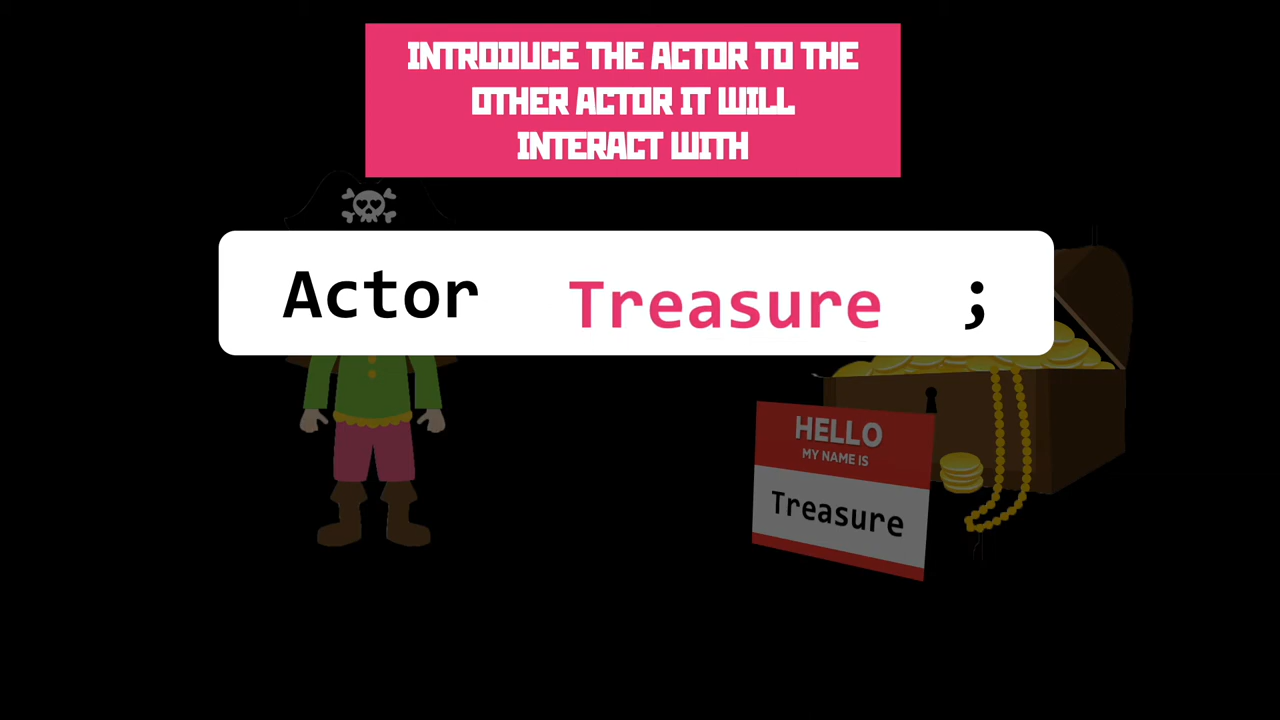 INTRODUCE THE ACTOR TO THE
OTHER ACTOR IT WILL
INTERACT WITH
Actor Treasure ;
HELLO
MY NAME IS
Treasure